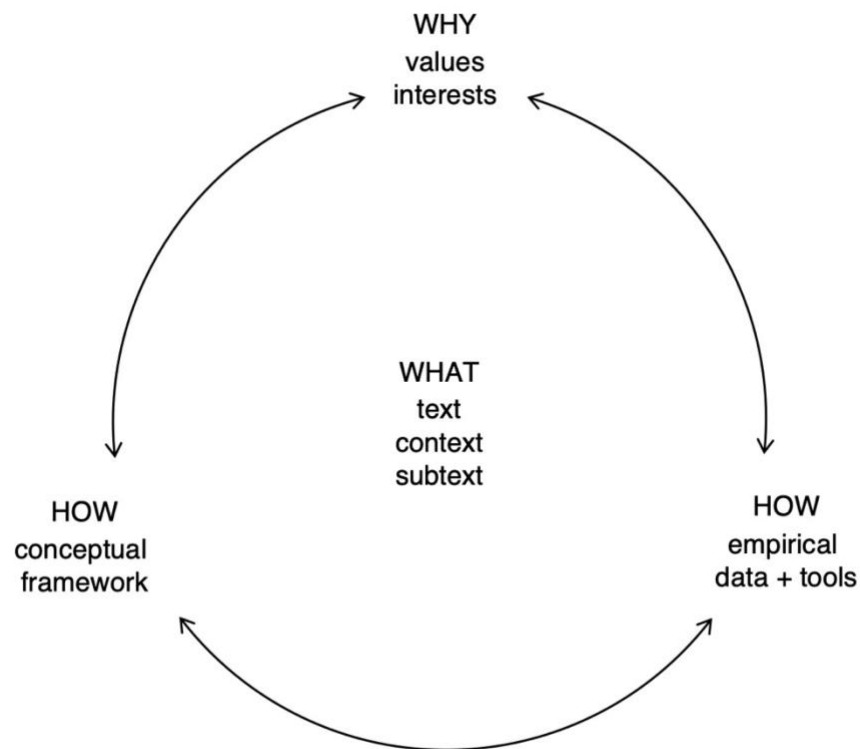 WHY
values
interests
WHAT
text
context
subtext
HOW
conceptual
framework
HOW
empirical
data + tools